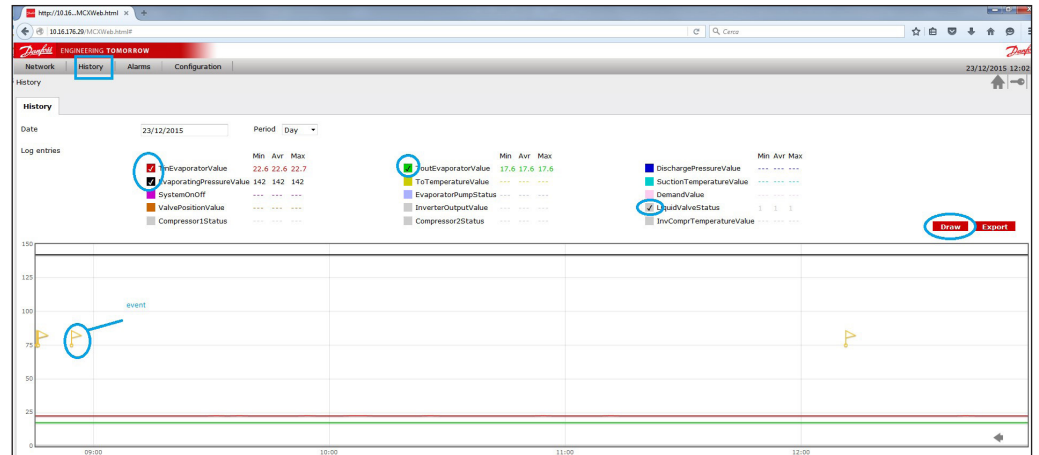 http://10.16...MCXWeb.html × +
10.16.176.29/MCXWeb.html#
Cerca
Danfoss ENGINEERING TOMORROW
Network History Alarms Configuration
23/12/2015 12:02
History
History
Date 23/12/2015 Period Day
Log entries
Min Avr Max Min Avr Max Min Avr Max
TinEvaporatorValue 22.6 22.6 22.7 ToutEvaporatorValue 17.6 17.6 17.6 DischargePressureValue --- --- ---
EvaporatingPressureValue 142 142 142 ToTemperatureValue --- --- --- SuctionTemperatureValue --- --- ---
SystemOnOff --- --- --- EvaporatorPumpStatus --- --- --- DemandValue --- --- ---
ValvePositionValue --- --- --- InverterOutputValue --- --- --- LiquidValveStatus 1 1 1
Compressor1Status --- --- --- Compressor2Status --- --- --- InvComprTemperatureValue --- --- ---
Draw Export
150
125
event
100
75
50
25
0
09:00 10:00 11:00 12:00